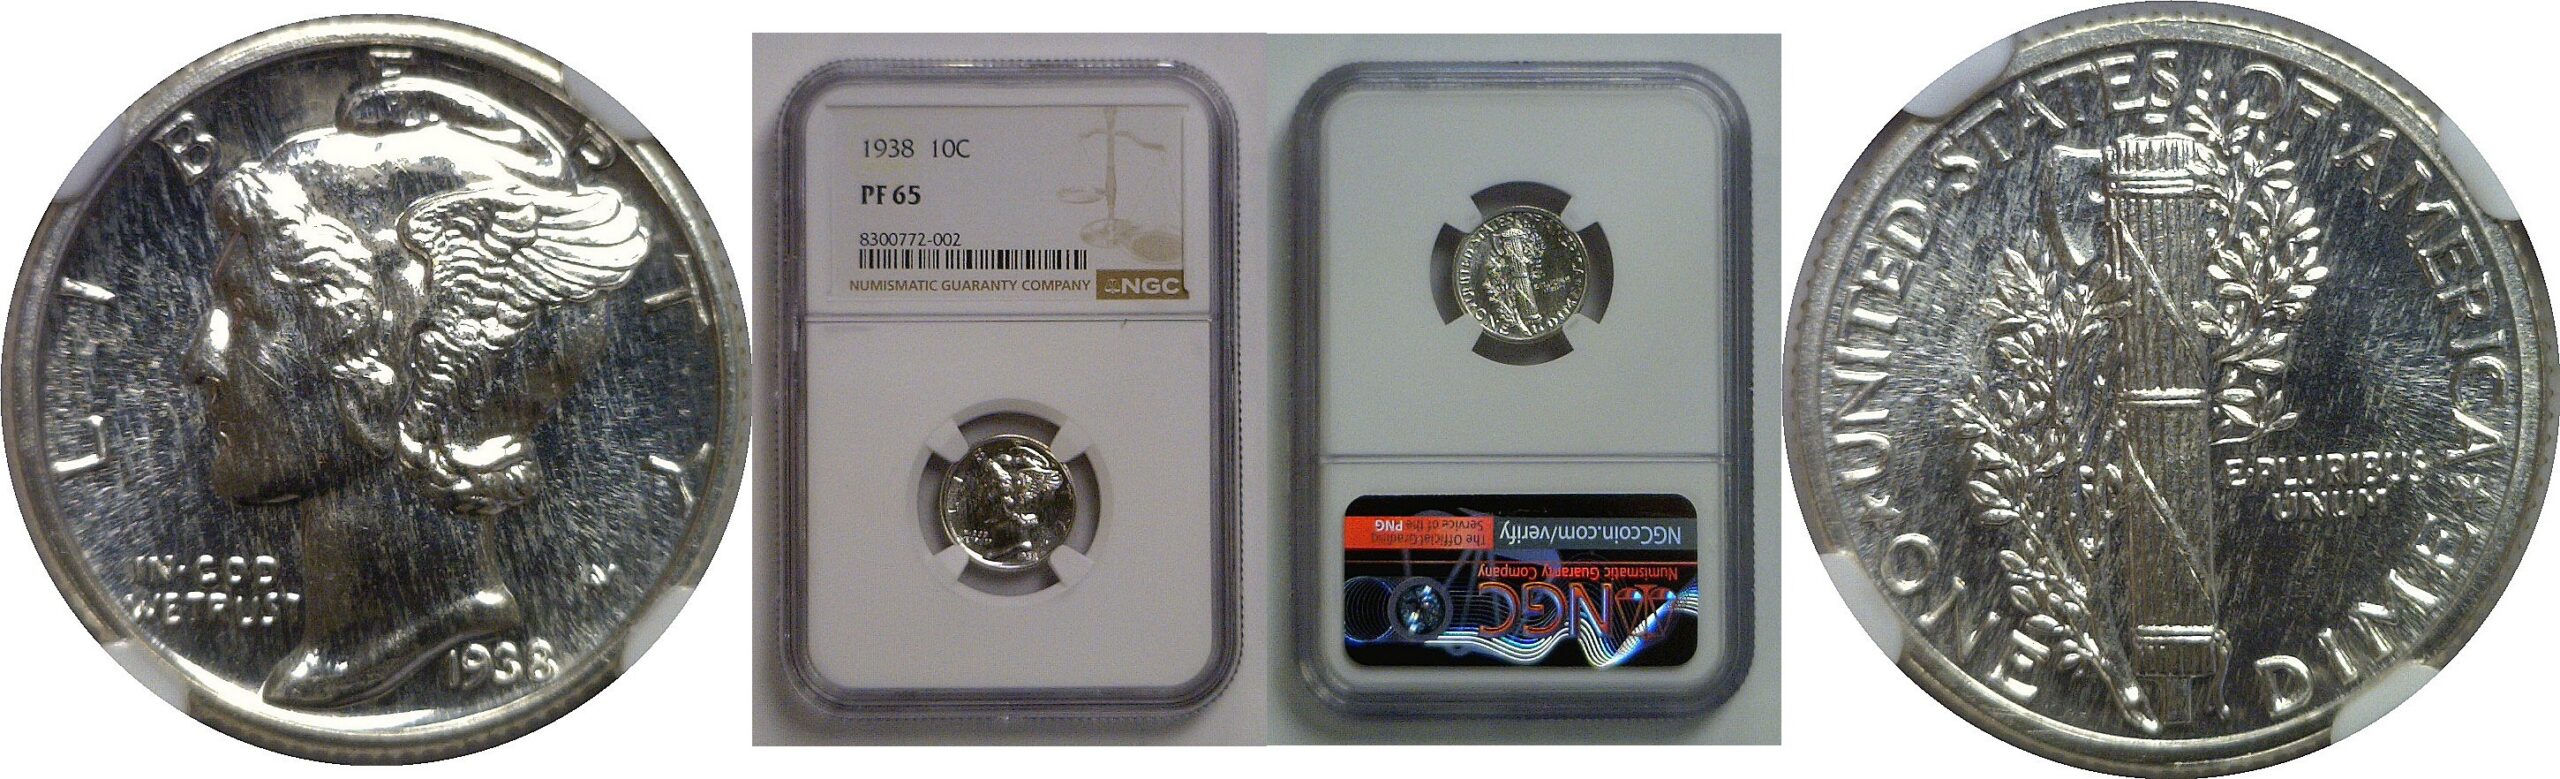 LIBERTY
IN·GOD
WE TRUST
1938
1938 10C
PF 65
8300772-002
NUMISMATIC GUARANTY COMPANY NGC
NGCcoin.com/verify
The Official Grading
Service of the PNG
Numismatic Guaranty Company
NGC
UNITED·STATES·OF·AMERICA
E·PLURIBUS
UNUM
ONE DIME